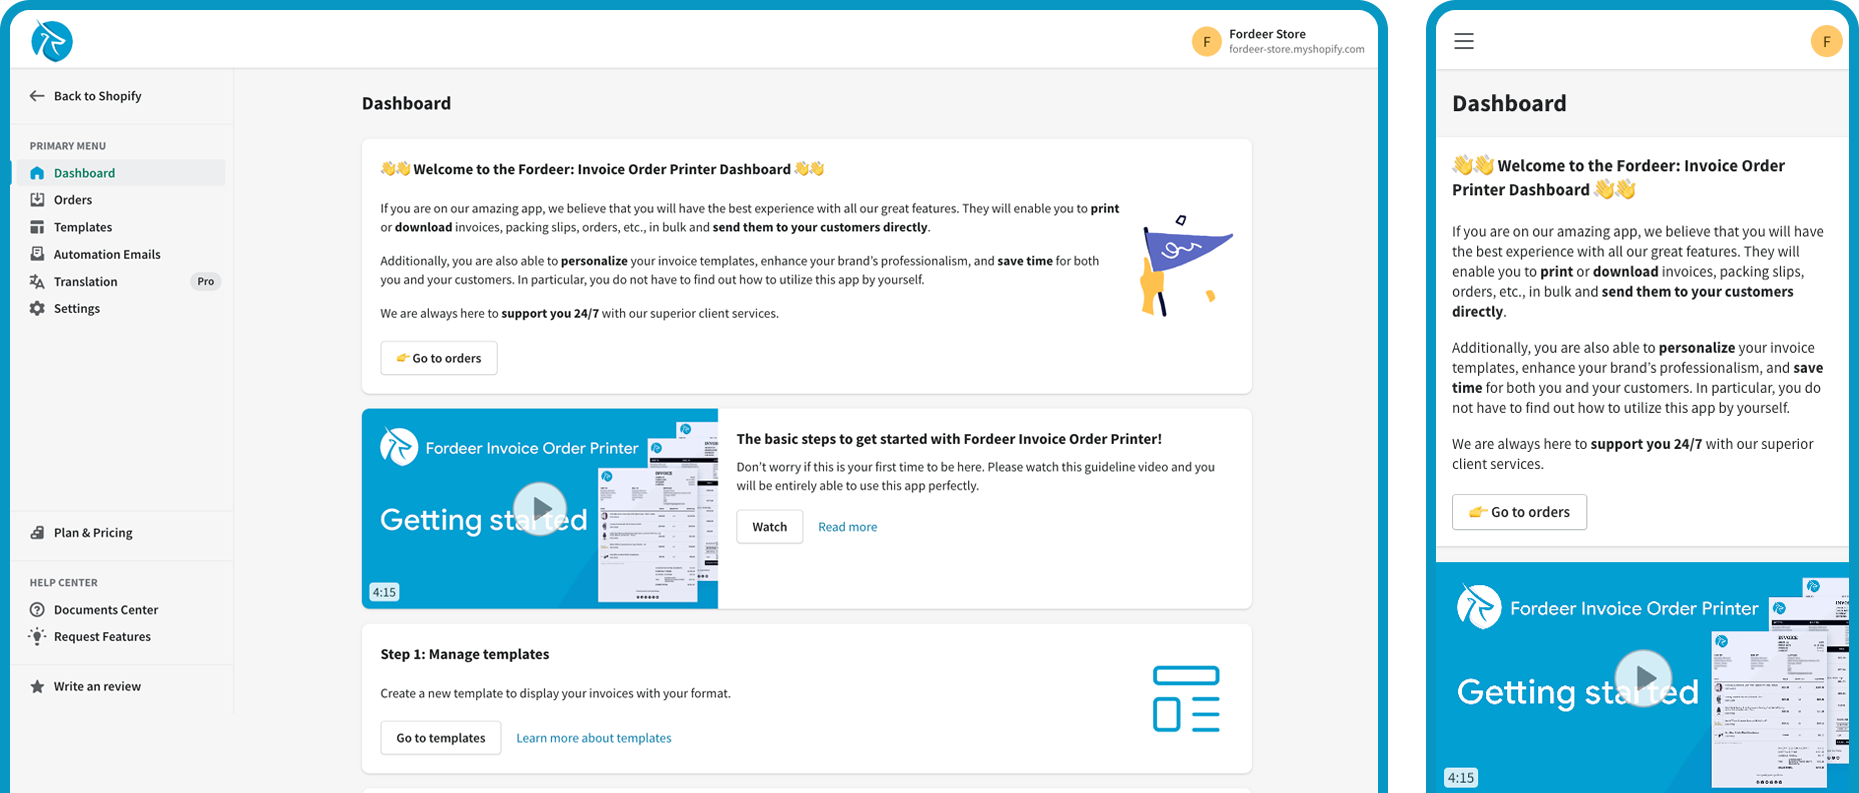 Fordeer Store
fordeer-store.myshopify.com
F
Back to Shopify
PRIMARY MENU
Dashboard
Orders
Templates
Automation Emails
Translation
Pro
Settings
Plan & Pricing
HELP CENTER
Documents Center
Request Features
Write an review
Dashboard
👋👋 Welcome to the Fordeer: Invoice Order Printer Dashboard 👋👋
If you are on our amazing app, we believe that you will have the best experience with all our great features. They will enable you to print
or download invoices, packing slips, orders, etc., in bulk and send them to your customers directly.
Additionally, you are also able to personalize your invoice templates, enhance your brand's professionalism, and save time for both
you and your customers. In particular, you do not have to find out how to utilize this app by yourself.
We are always here to support you 24/7 with our superior client services.
👉 Go to orders
Fordeer Invoice Order Printer
Getting started
INVOICE
4:15
The basic steps to get started with Fordeer Invoice Order Printer!
Don't worry if this is your first time to be here. Please watch this guideline video and you
will be entirely able to use this app perfectly.
Watch
Read more
Step 1: Manage templates
Create a new template to display your invoices with your format.
Go to templates
Learn more about templates
F
Dashboard
👋👋 Welcome to the Fordeer: Invoice Order
Printer Dashboard 👋👋
If you are on our amazing app, we believe that you will have
the best experience with all our great features. They will
enable you to print or download invoices, packing slips,
orders, etc., in bulk and send them to your customers
directly.
Additionally, you are also able to personalize your invoice
templates, enhance your brand's professionalism, and save
time for both you and your customers. In particular, you do
not have to find out how to utilize this app by yourself.
We are always here to support you 24/7 with our superior
client services.
👉 Go to orders
Fordeer Invoice Order Printer
Getting started
INVOICE
4:15